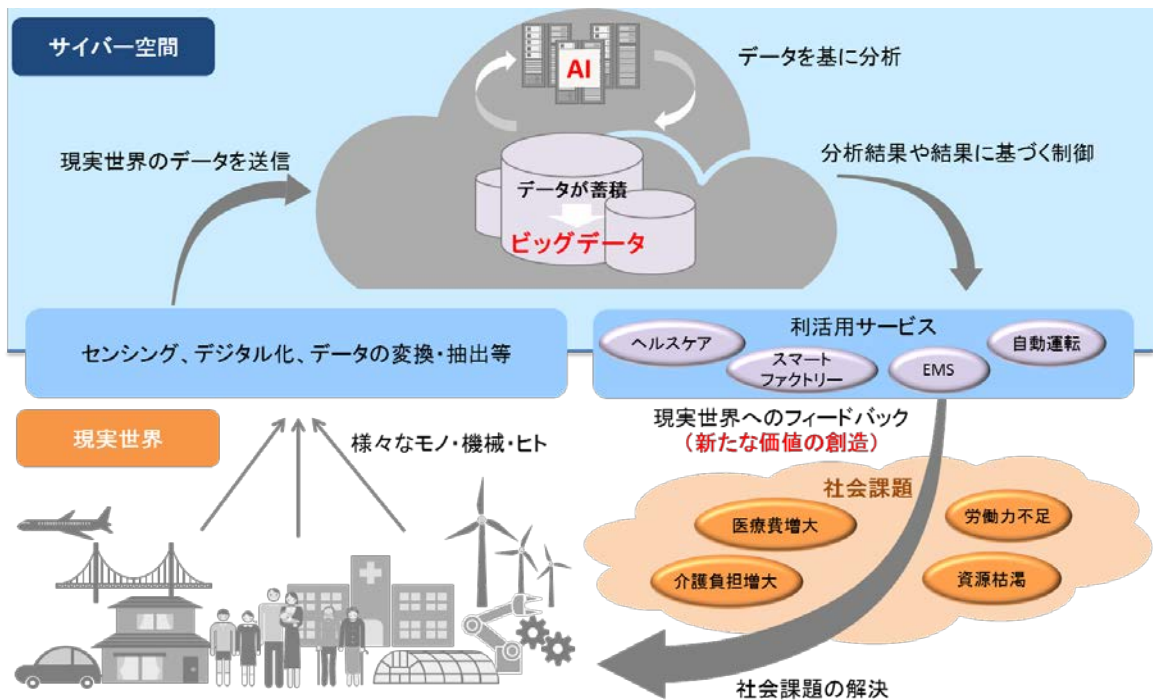 サイバー空間
AI
データを基に分析
現実世界のデータを送信
分析結果や結果に基づく制御
データが蓄積
ビッグデータ
センシング、デジタル化、データの変換・抽出等
利活用サービス
ヘルスケア
スマート
ファクトリー
EMS
自動運転
現実世界
様々なモノ・機械・ヒト
現実世界へのフィードバック
(新たな価値の創造)
社会課題
医療費増大
労働力不足
介護負担増大
資源枯渇
社会課題の解決